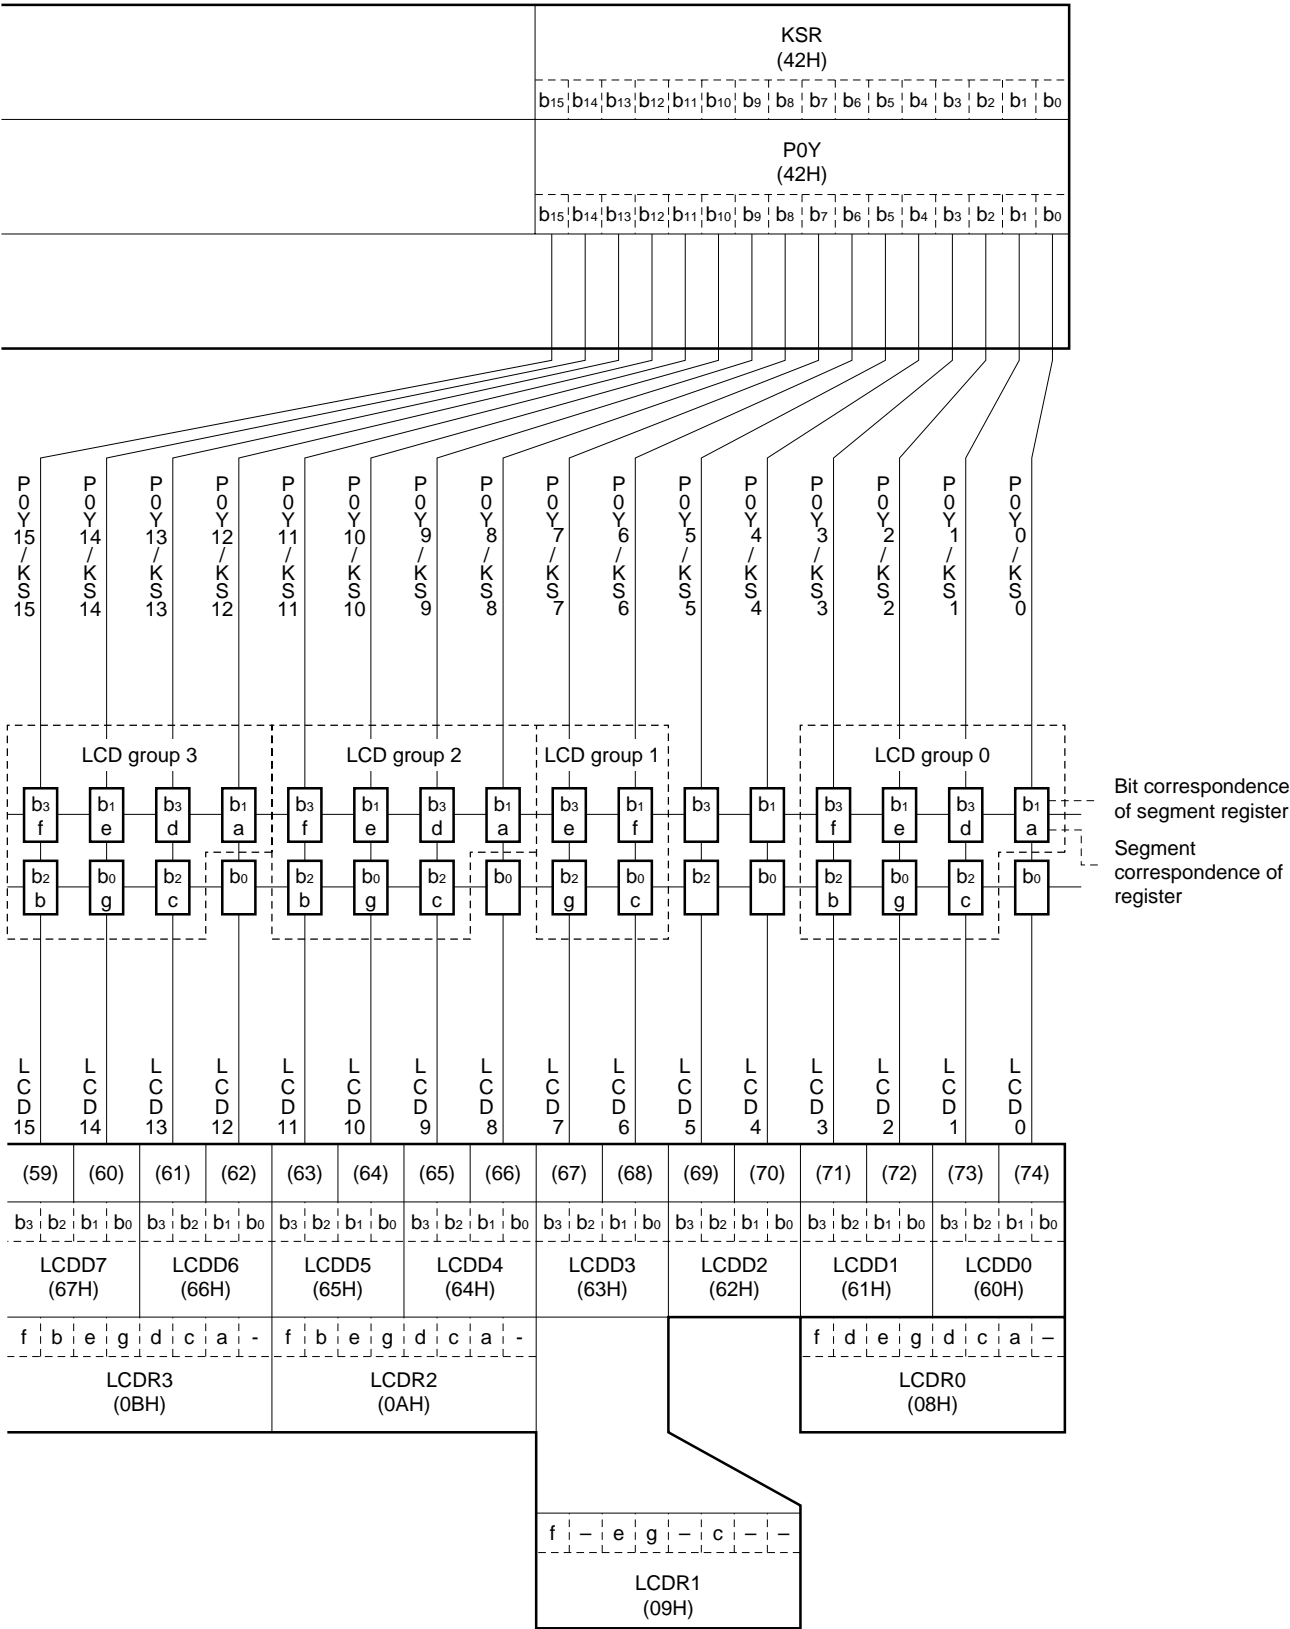 KSR
(42H)
b15 b14 b13 b12 b11 b10 b9 b8 b7 b6 b5 b4 b3 b2 b1 b0
P0Y
(42H)
b15 b14 b13 b12 b11 b10 b9 b8 b7 b6 b5 b4 b3 b2 b1 b0
P0Y15/KS15
P0Y14/KS14
P0Y13/KS13
P0Y12/KS12
P0Y11/KS11
P0Y10/KS10
P0Y9/KS9
P0Y8/KS8
P0Y7/KS7
P0Y6/KS6
P0Y5/KS5
P0Y4/KS4
P0Y3/KS3
P0Y2/KS2
P0Y1/KS1
P0Y0/KS0
LCD group 3 LCD group 2 LCD group 1 LCD group 0
b3 b1 b3 b1 b3 b1 b3 b1 b3 b1 b3 b1 b3 b1 b3 b1
f e d a f e d a e f f e d a
b2 b0 b2 b0 b2 b0 b2 b0 b2 b0 b2 b0 b2 b0 b2 b0
b g c b g c g c b g c
Bit correspondence
of segment register
Segment
correspondence of
register
LCD15
LCD14
LCD13
LCD12
LCD11
LCD10
LCD9
LCD8
LCD7
LCD6
LCD5
LCD4
LCD3
LCD2
LCD1
LCD0
(59) (60) (61) (62) (63) (64) (65) (66) (67) (68) (69) (70) (71) (72) (73) (74)
b3 b2 b1 b0 b3 b2 b1 b0 b3 b2 b1 b0 b3 b2 b1 b0 b3 b2 b1 b0 b3 b2 b1 b0 b3 b2 b1 b0 b3 b2 b1 b0
LCDD7 LCDD6 LCDD5 LCDD4 LCDD3 LCDD2 LCDD1 LCDD0
(67H) (66H) (65H) (64H) (63H) (62H) (61H) (60H)
f b e g d c a - f b e g d c a - f d e g d c a –
LCDR3 LCDR2 LCDR0
(0BH) (0AH) (08H)
f – e g – c – –
LCDR1
(09H)